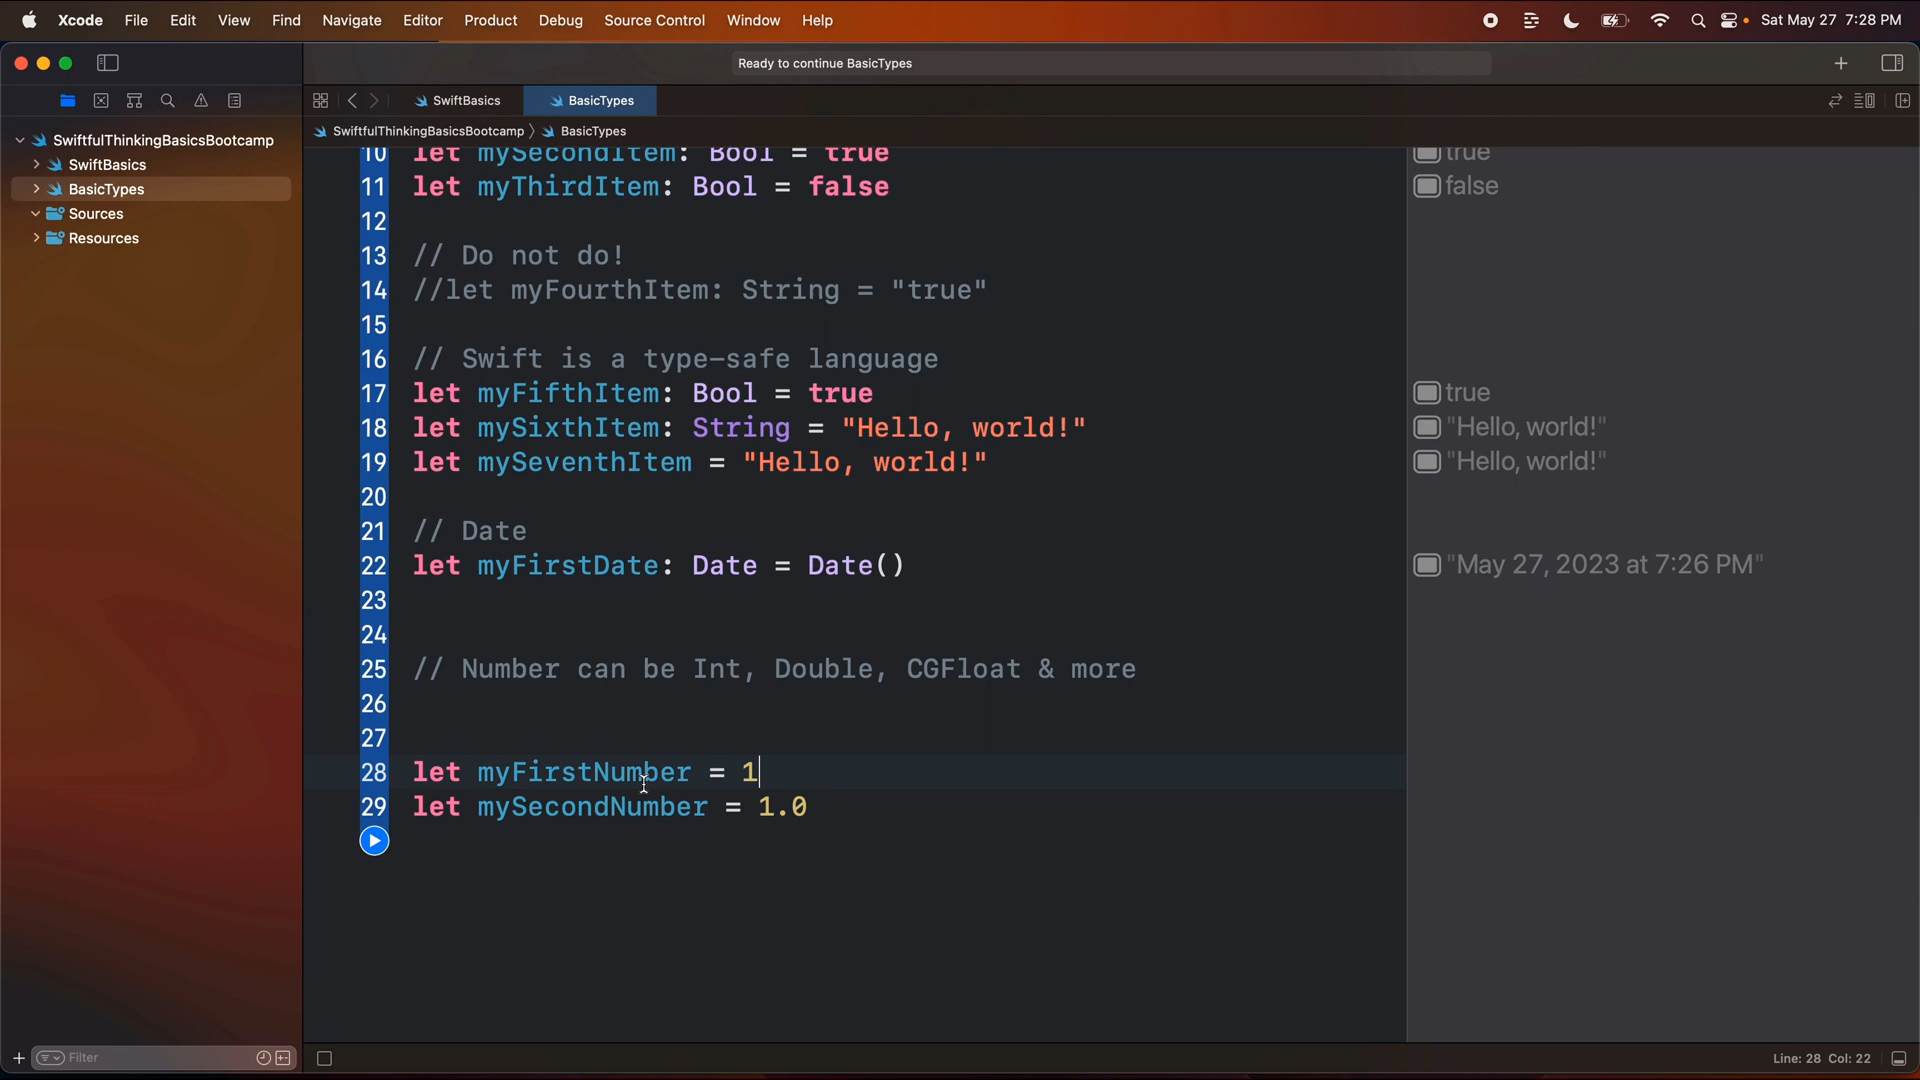 Xcode File Edit View Find Navigate Editor Product Debug Source Control Window Help Sat May 27 7:28 PM
Ready to continue BasicTypes
SwiftBasics BasicTypes
SwiftfulThinkingBasicsBootcamp BasicTypes
SwiftfulThinkingBasicsBootcamp
SwiftBasics
BasicTypes
Sources
Resources
10 let mySecondItem: Bool = true true
11 let myThirdItem: Bool = false false
12
13 // Do not do!
14 //let myFourthItem: String = "true"
15
16 // Swift is a type-safe language
17 let myFifthItem: Bool = true true
18 let mySixthItem: String = "Hello, world!" "Hello, world!"
19 let mySeventhItem = "Hello, world!" "Hello, world!"
20
21 // Date
22 let myFirstDate: Date = Date() "May 27, 2023 at 7:26 PM"
23
24
25 // Number can be Int, Double, CGFloat & more
26
27
28 let myFirstNumber = 1
29 let mySecondNumber = 1.0
Filter
Line: 28 Col: 22